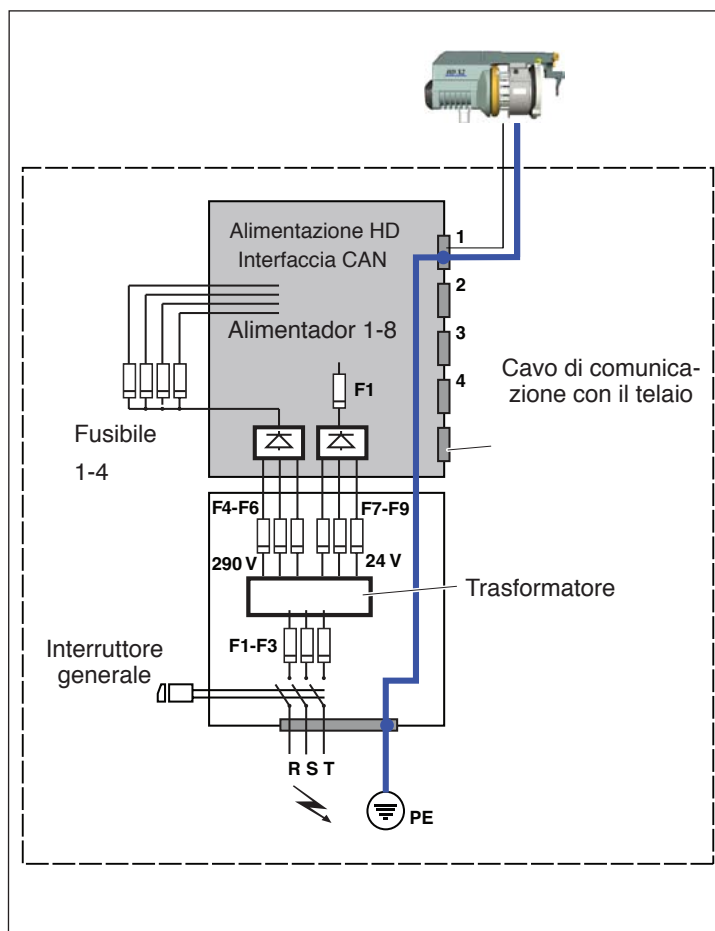 Alimentazione HD
Interfaccia CAN
1
2
Alimentador 1-8
3
F1
4
Cavo di comunica-
zione con il telaio
Fusibile
1-4
F4-F6
F7-F9
290 V
24 V
Trasformatore
F1-F3
Interruttore
generale
R S T
PE